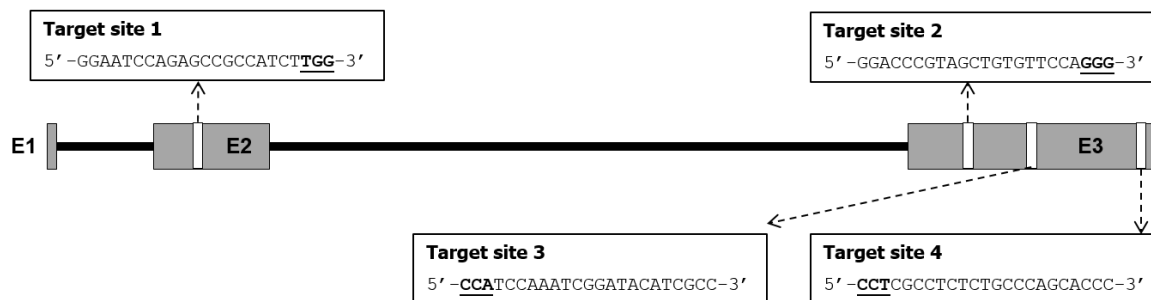 Target site 1
5’-GGAATCCAGAGCCGCCATCTTGG-3’
Target site 2
5’-GGACCCGTAGCTGTGTTCCAGGG-3’
E1
E2
E3
Target site 3
5’-CCATCCAAATCGGATACATCGCC-3’
Target site 4
5’-CCTCGCCTCTCTGCCCAGCACCC-3’